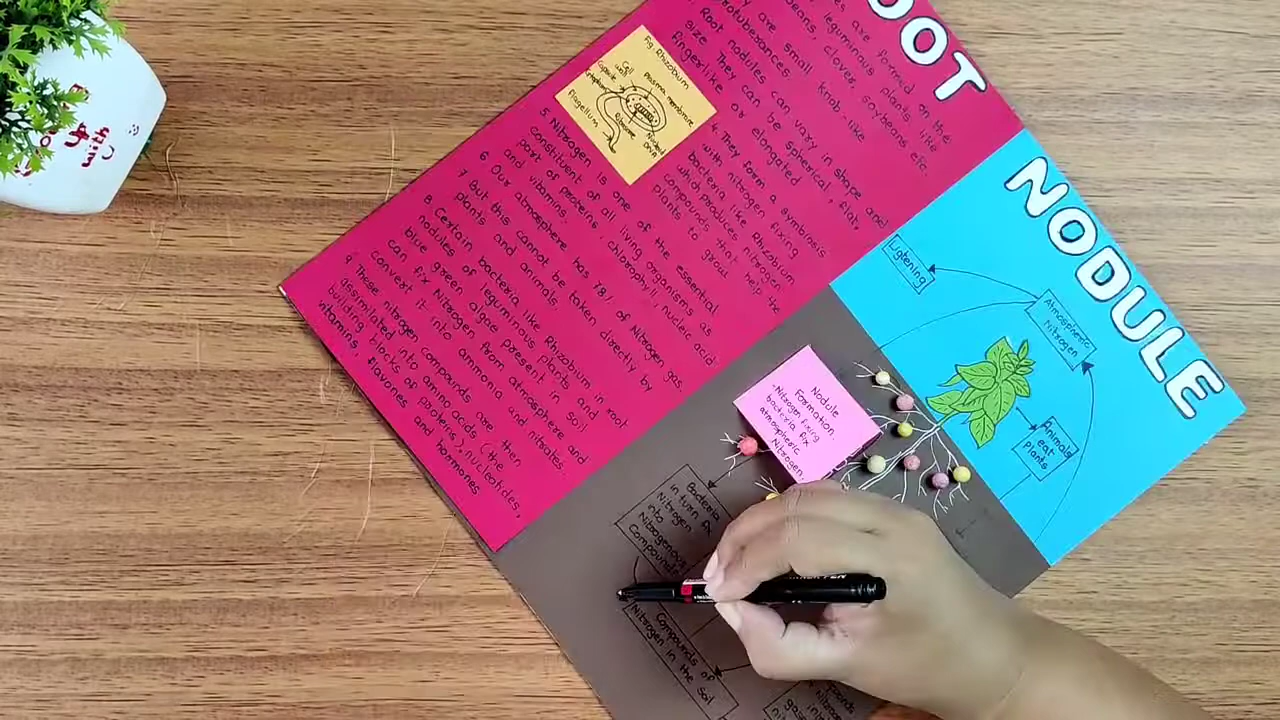 OOT
NODULE
are formed on the
leguminous plants like
beans, clover, soybeans etc.
are small knob-like
protuberances.
Root nodules can vary in shape and
size They can be spherical, flat,
fingerlike or elongated
Fig: Rhizobium
Capsule
Cell wall
Plasma membrane
Flagellum
Ribosome
Nucleoid
DNA
4. They form a symbiosis
with nitrogen fixing
bacteria like Rhizobium
which produces nitrogen
compounds that help the
plants to grow
5. Nitrogen is one of the essential
constituent of all living organisms as
part of proteins, chlorophyll, nucleic acid
and vitamins.
6. Our atmosphere has 78% of Nitrogen gas.
7. But this cannot be taken directly by
plants and animals
8. Certain bacteria like Rhizobium in root
nodules of leguminous plants and
blue green algae present in soil
can fix Nitrogen from atmosphere and
convert it into ammonia and nitrates
9. These nitrogen compounds are then
assimilated into amino acids (the
building blocks of proteins), nucleotides,
vitamins, flavones and hormones
Lightening
Atmospheric
Nitrogen
Animals
eat
plants
Nodule
Formation.
Nitrogen fixing
bacteria fix
atmospheric
Nitrogen.
Bacteria
in turn fix
Nitrogen
into
Nitrogenous
Compounds
Compounds of
Nitrogen in the Soil